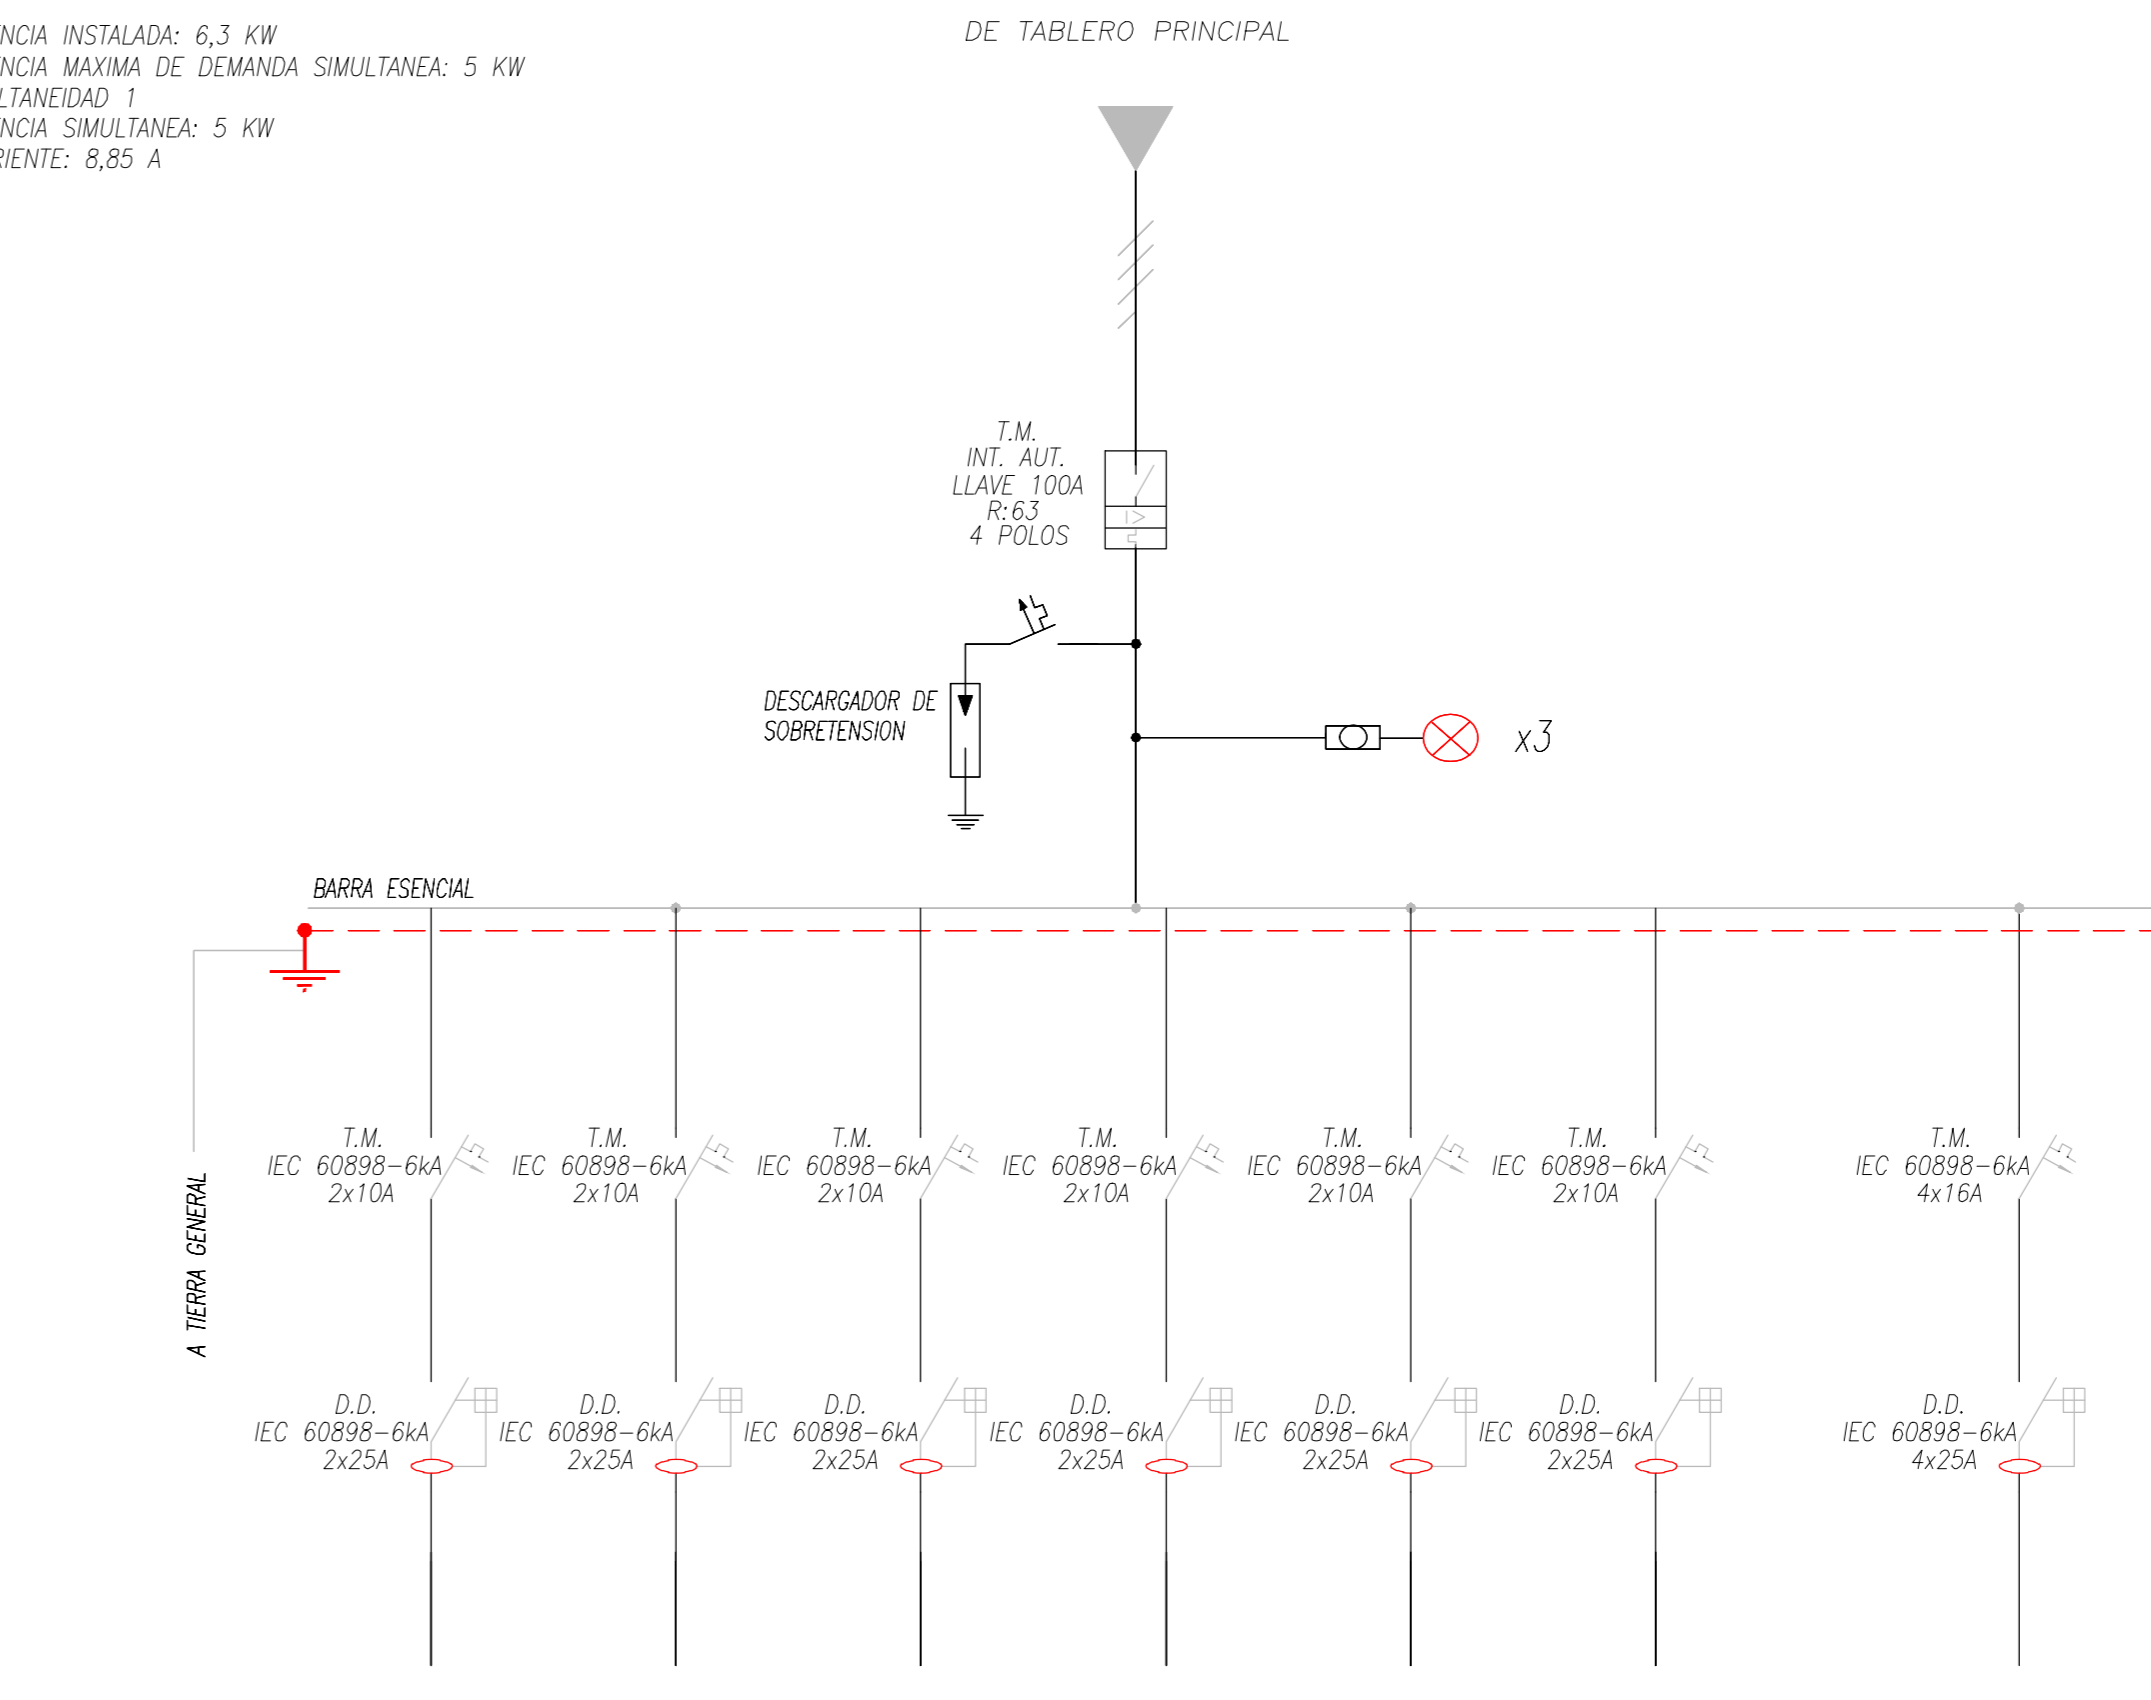 NCIA INSTALADA: 6,3 KW
NCIA MAXIMA DE DEMANDA SIMULTANEA: 5 KW
LTANEIDAD 1
NCIA SIMULTANEA: 5 KW
RIENTE: 8,85 A
DE TABLERO PRINCIPAL
T.M.
INT. AUT.
LLAVE 100A
R:63
4 POLOS
DESCARGADOR DE
SOBRETENSION
x3
BARRA ESENCIAL
A TIERRA GENERAL
T.M.
IEC 60898-6kA
2x10A
T.M.
IEC 60898-6kA
2x10A
T.M.
IEC 60898-6kA
2x10A
T.M.
IEC 60898-6kA
2x10A
T.M.
IEC 60898-6kA
2x10A
T.M.
IEC 60898-6kA
2x10A
T.M.
IEC 60898-6kA
4x16A
D.D.
IEC 60898-6kA
2x25A
D.D.
IEC 60898-6kA
2x25A
D.D.
IEC 60898-6kA
2x25A
D.D.
IEC 60898-6kA
2x25A
D.D.
IEC 60898-6kA
2x25A
D.D.
IEC 60898-6kA
2x25A
D.D.
IEC 60898-6kA
4x25A